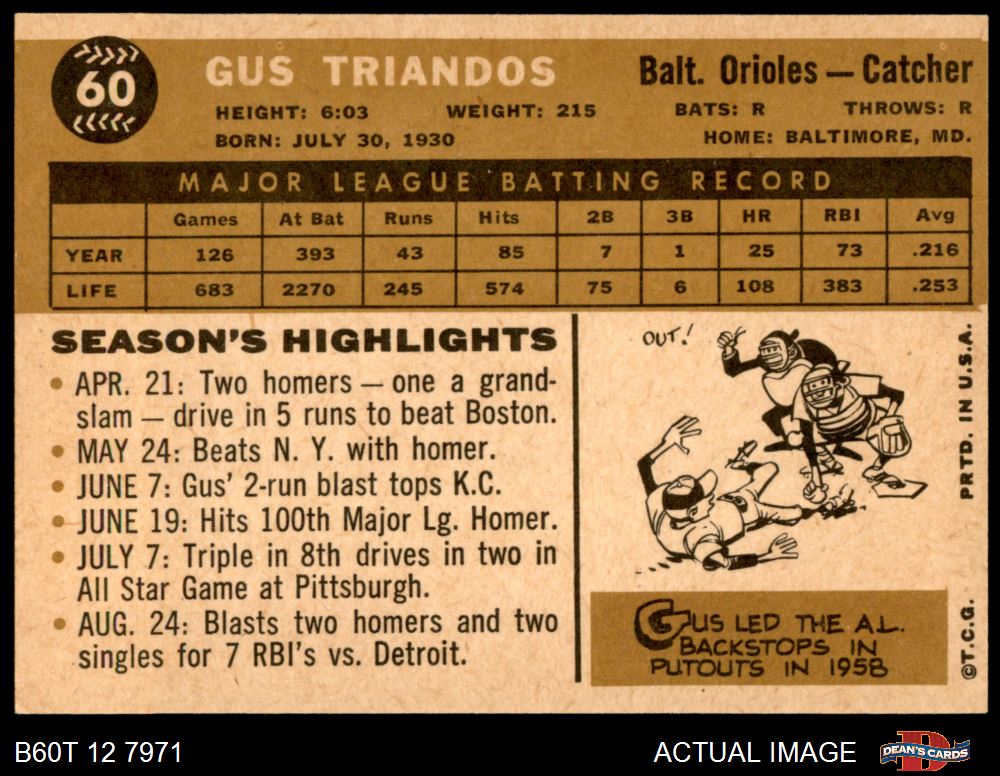 60
GUS TRIANDOS
Balt. Orioles — Catcher
HEIGHT: 6:03 WEIGHT: 215 BATS: R THROWS: R
BORN: JULY 30, 1930 HOME: BALTIMORE, MD.
MAJOR LEAGUE BATTING RECORD
Games At Bat Runs Hits 2B 3B HR RBI Avg
YEAR 126 393 43 85 7 1 25 73 .216
LIFE 683 2270 245 574 75 6 108 383 .253
SEASON'S HIGHLIGHTS
• APR. 21: Two homers — one a grand-
slam — drive in 5 runs to beat Boston.
• MAY 24: Beats N. Y. with homer.
• JUNE 7: Gus' 2-run blast tops K.C.
• JUNE 19: Hits 100th Major Lg. Homer.
• JULY 7: Triple in 8th drives in two in
All Star Game at Pittsburgh.
• AUG. 24: Blasts two homers and two
singles for 7 RBI's vs. Detroit.
OUT!
GUS LED THE A.L.
BACKSTOPS IN
PUTOUTS IN 1958
PRTD. IN U.S.A.
©T.C.G.
B60T 12 7971
ACTUAL IMAGE
DEAN'S CARDS